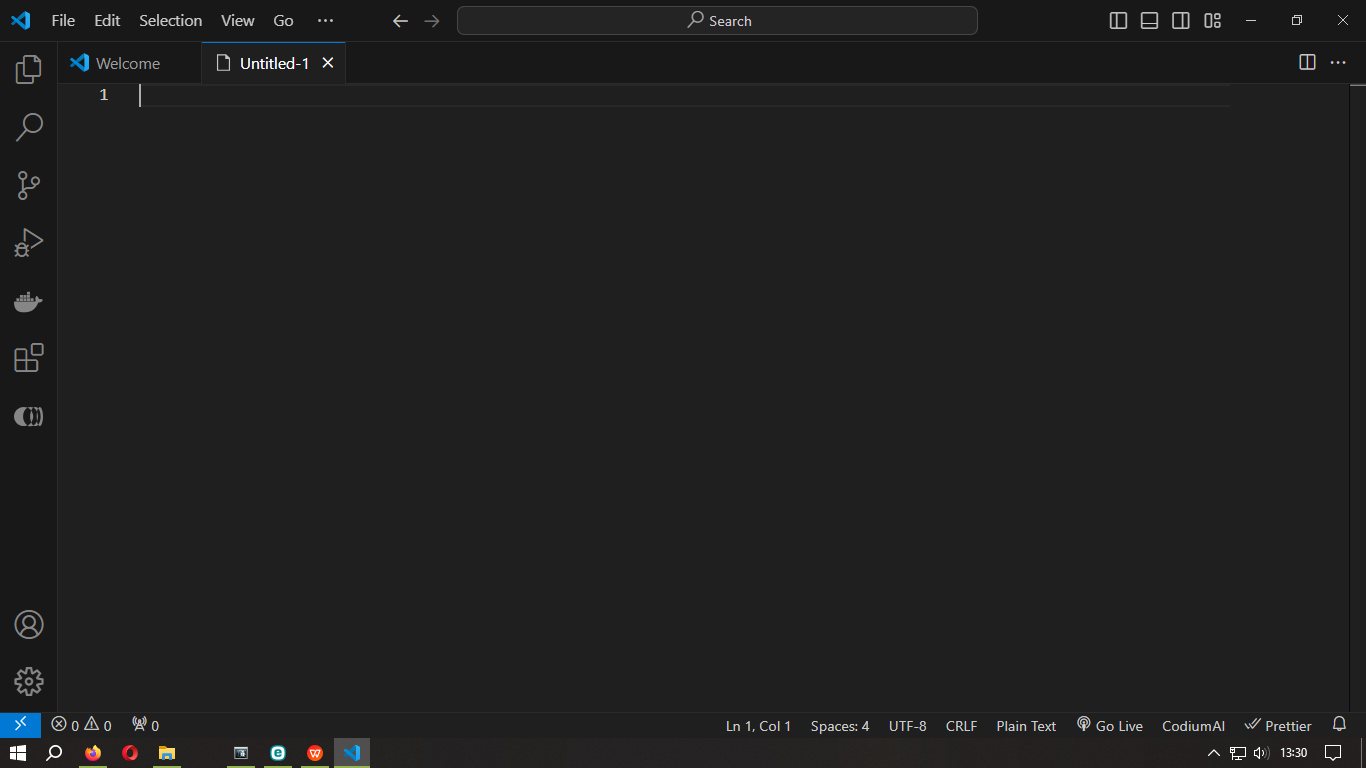 File Edit Selection View Go ··· Search
Welcome Untitled-1
1
0 0 0 Ln 1, Col 1 Spaces: 4 UTF-8 CRLF Plain Text Go Live CodiumAI Prettier
13:30